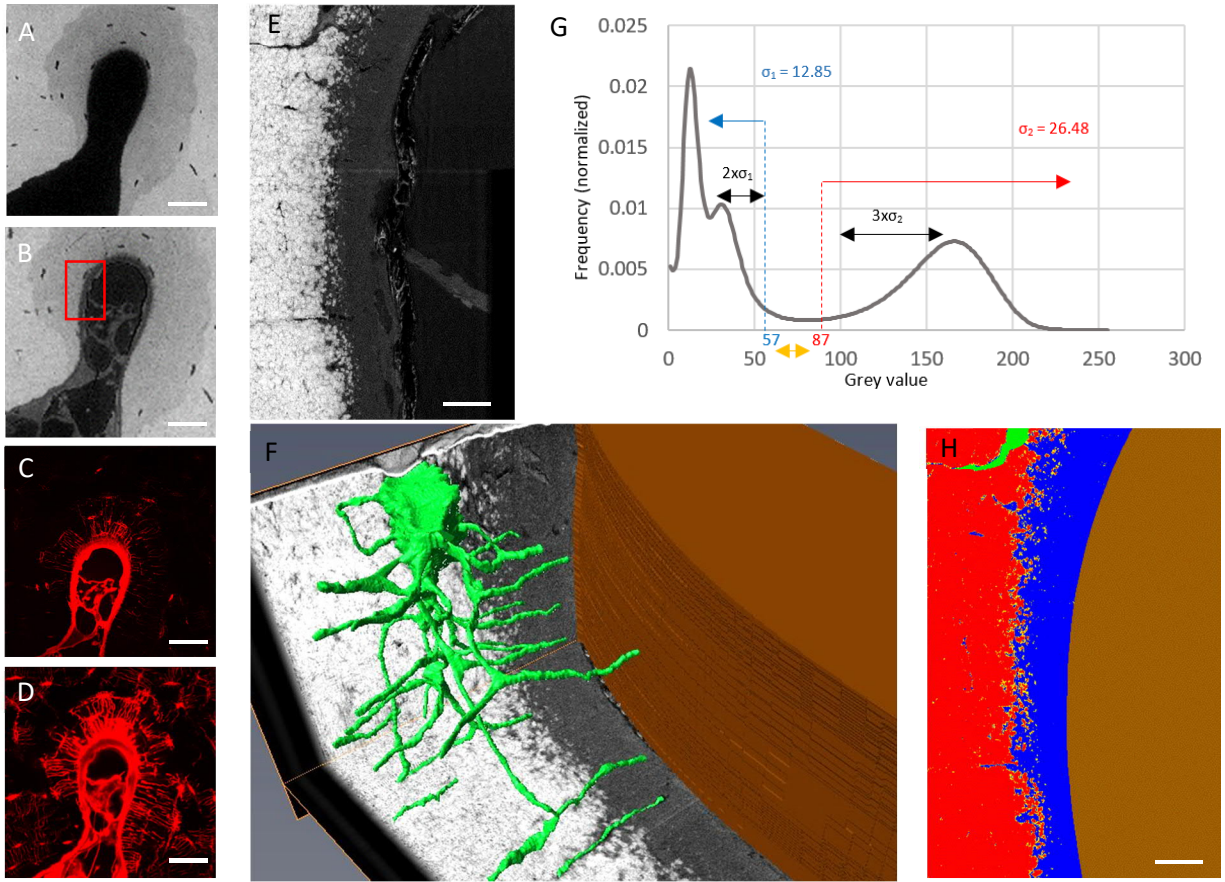 A
B
C
D
E
F
G
0.025
0.02
0.015
0.01
0.005
0
Frequency (normalized)
σ₁ = 12.85
σ₂ = 26.48
2xσ₁
3xσ₂
57
87
0
50
100
150
200
250
300
Grey value
H